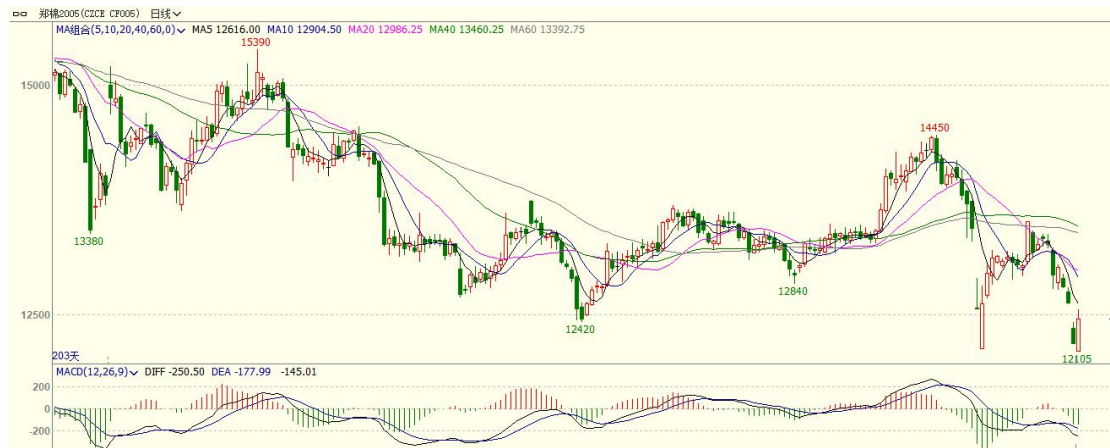 郑棉2005(CZCE CF005) 日线
MA组合(5,10,20,40,60,0) MA5 12616.00 MA10 12904.50 MA20 12986.25 MA40 13460.25 MA60 13392.75
15390
15000
14450
13380
12840
12500
12420
12105
203天
MACD(12,26,9) DIFF -250.50 DEA -177.99 -145.01
200
0
-200